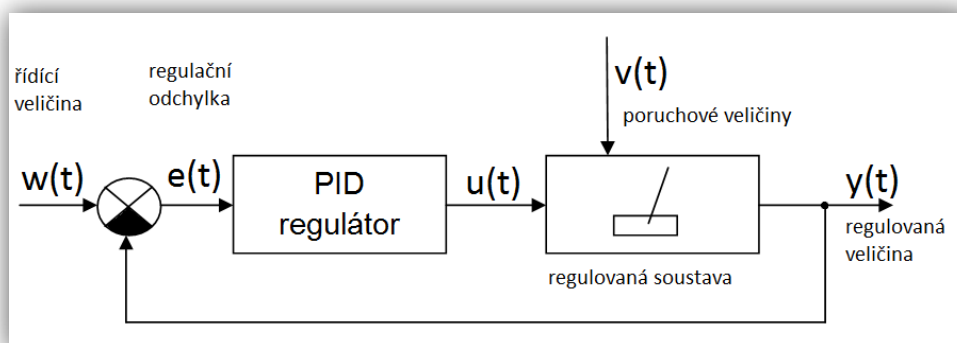 řídící
veličina
regulační
odchylka
v(t)
poruchové veličiny
w(t)
e(t)
PID
regulátor
u(t)
y(t)
regulovaná
veličina
regulovaná soustava